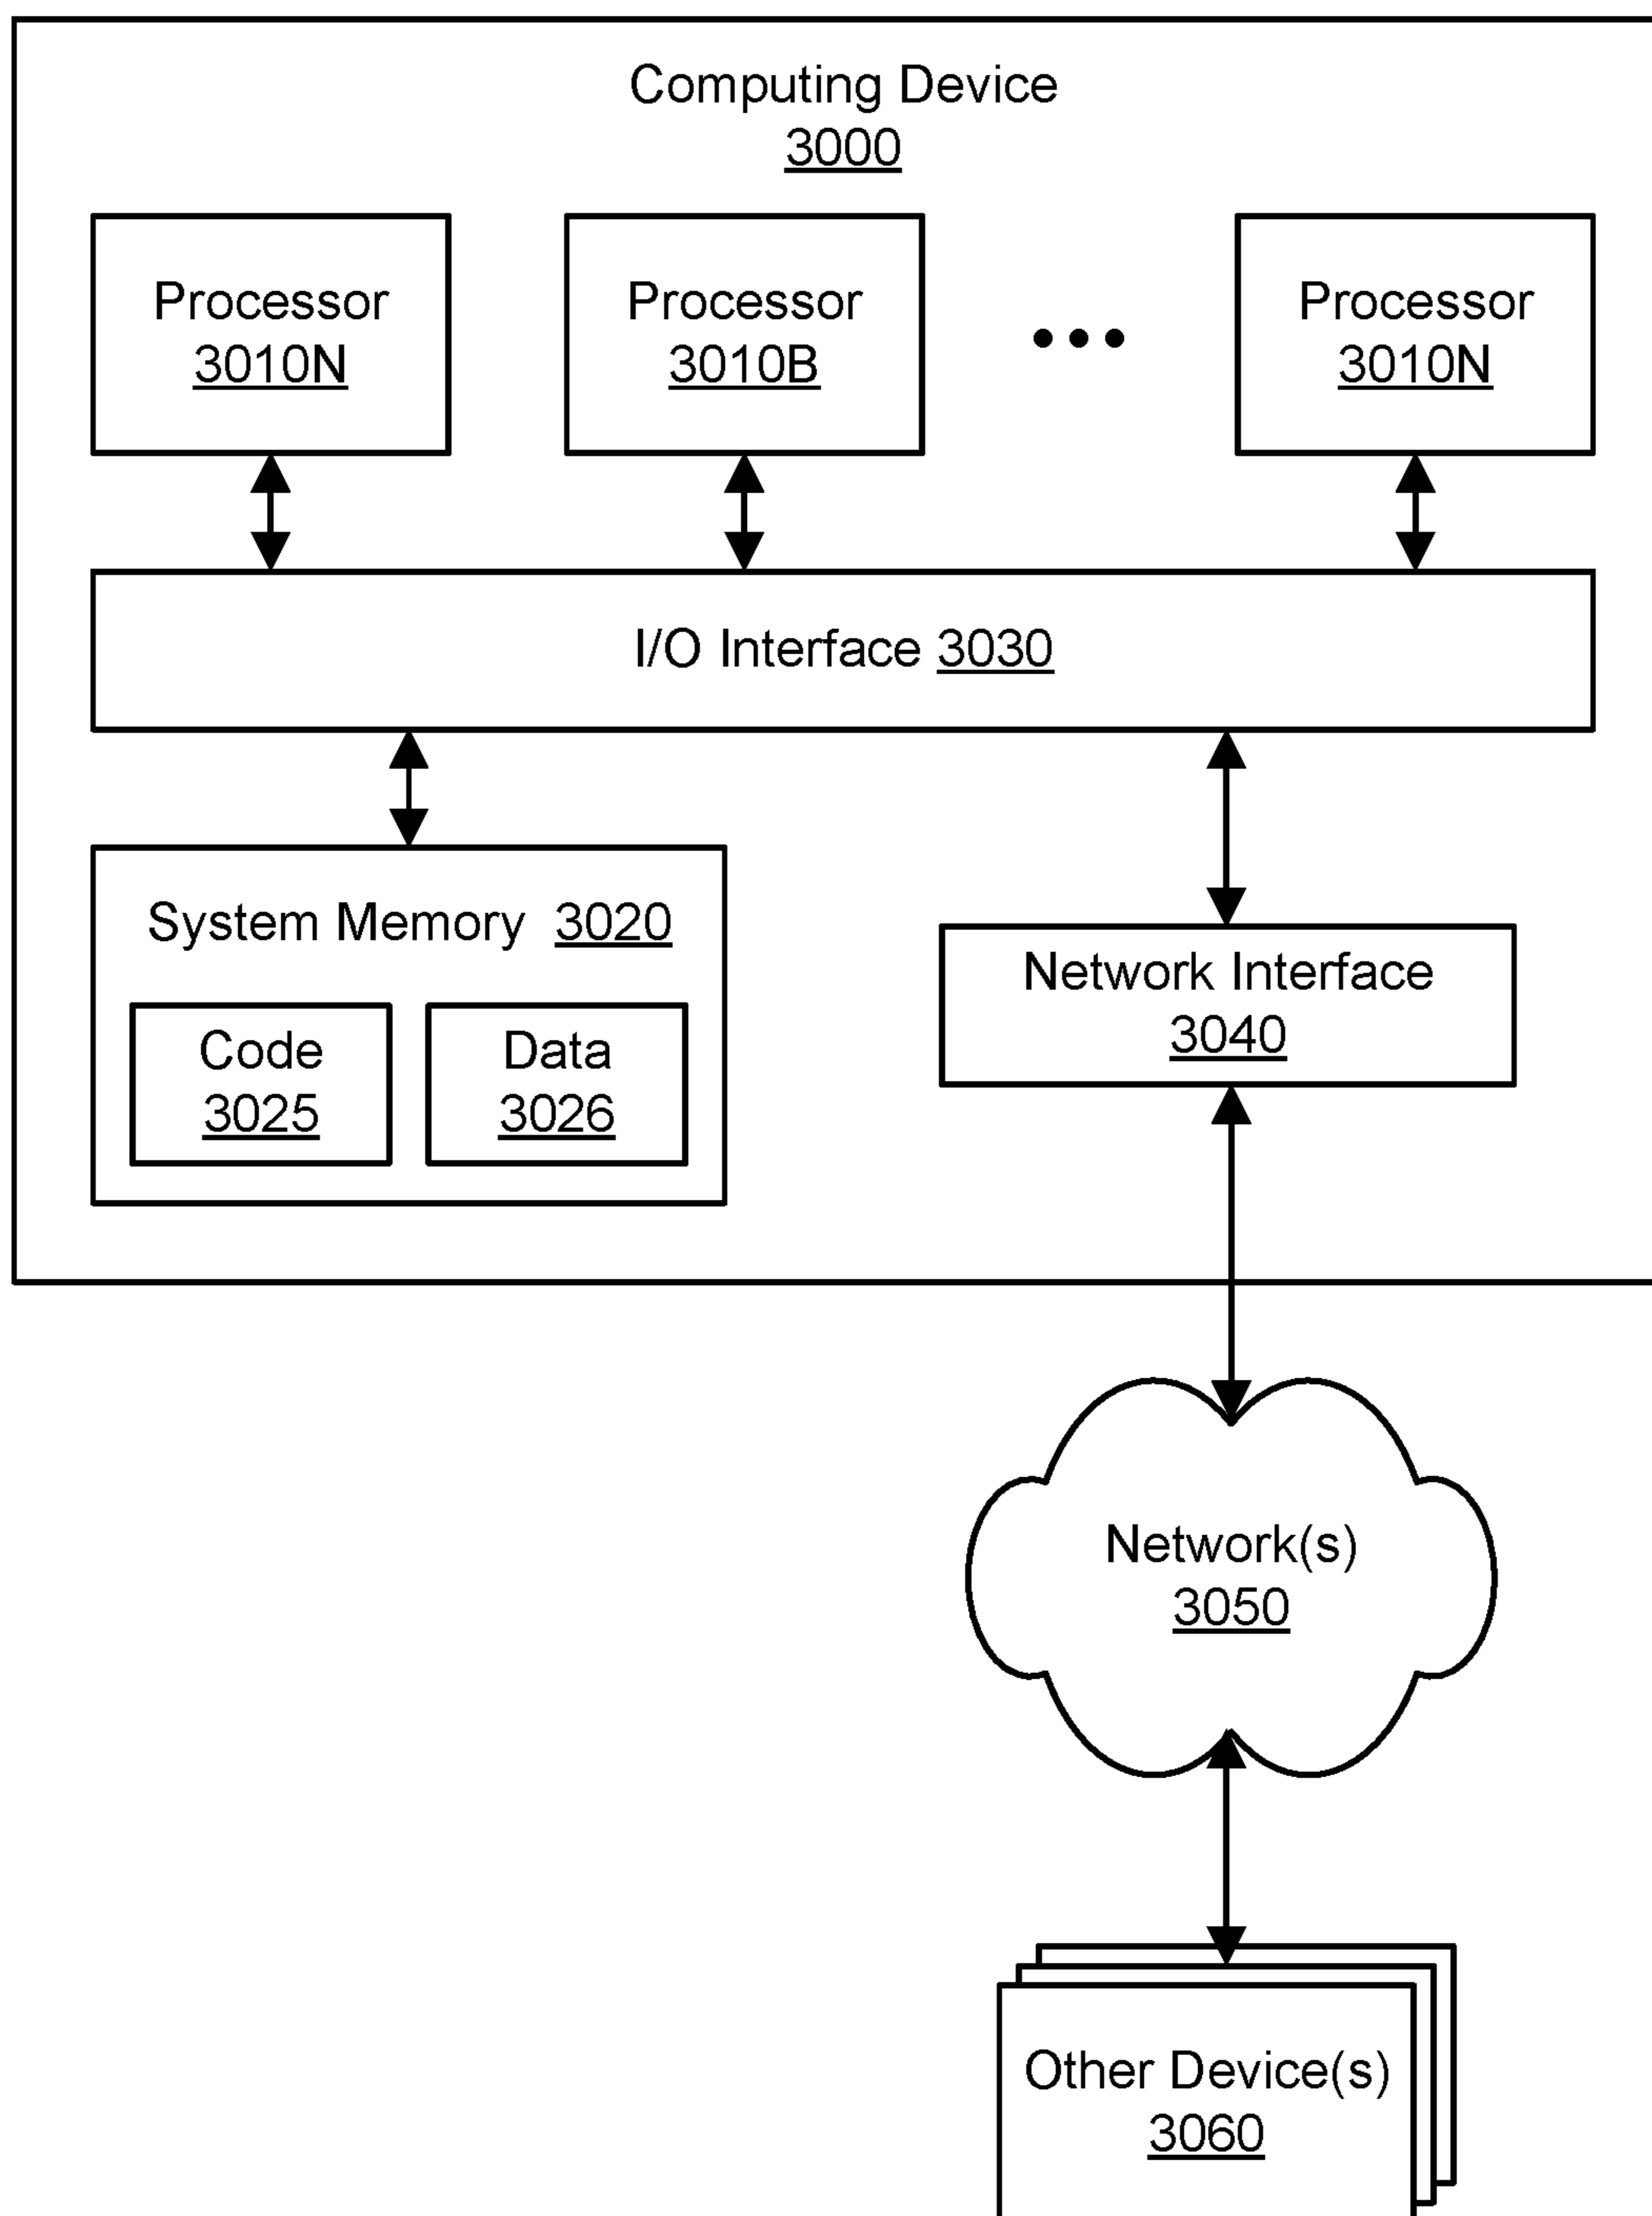 Computing Device
3000
Processor
3010N
Processor
3010B
Processor
3010N
I/O Interface 3030
System Memory 3020
Code
3025
Data
3026
Network Interface
3040
Network(s)
3050
Other Device(s)
3060